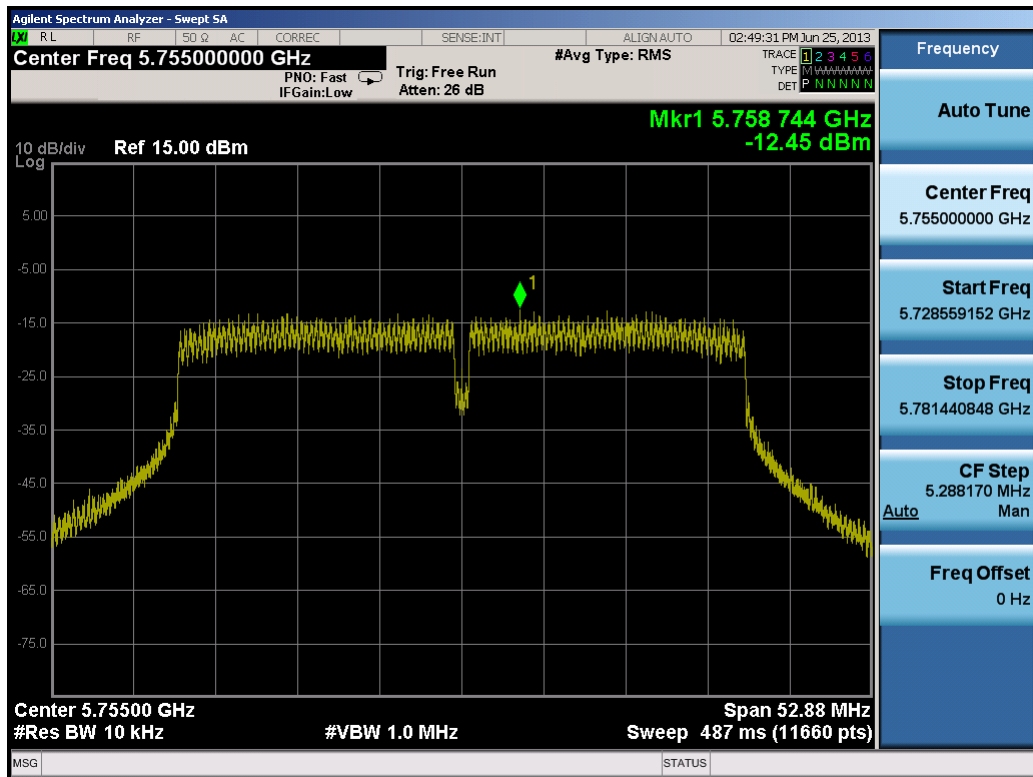 Agilent Spectrum Analyzer - Swept SA
LXI RL RF 50 Ω AC CORREC SENSE:INT ALIGNAUTO 02:49:31 PM Jun 25, 2013
Center Freq 5.755000000 GHz
PNO: Fast
IFGain:Low
Trig: Free Run
Atten: 26 dB
#Avg Type: RMS
TRACE 1 2 3 4 5 6
TYPE M WWWWW
DET P N N N N N
Mkr1 5.758 744 GHz
-12.45 dBm
10 dB/div Ref 15.00 dBm
Log
5.00
-5.00
-15.0
-25.0
-35.0
-45.0
-55.0
-65.0
-75.0
1
Center 5.75500 GHz Span 52.88 MHz
#Res BW 10 kHz #VBW 1.0 MHz Sweep 487 ms (11660 pts)
MSG STATUS
Frequency
Auto Tune
Center Freq
5.755000000 GHz
Start Freq
5.728559152 GHz
Stop Freq
5.781440848 GHz
CF Step
5.288170 MHz
Auto Man
Freq Offset
0 Hz